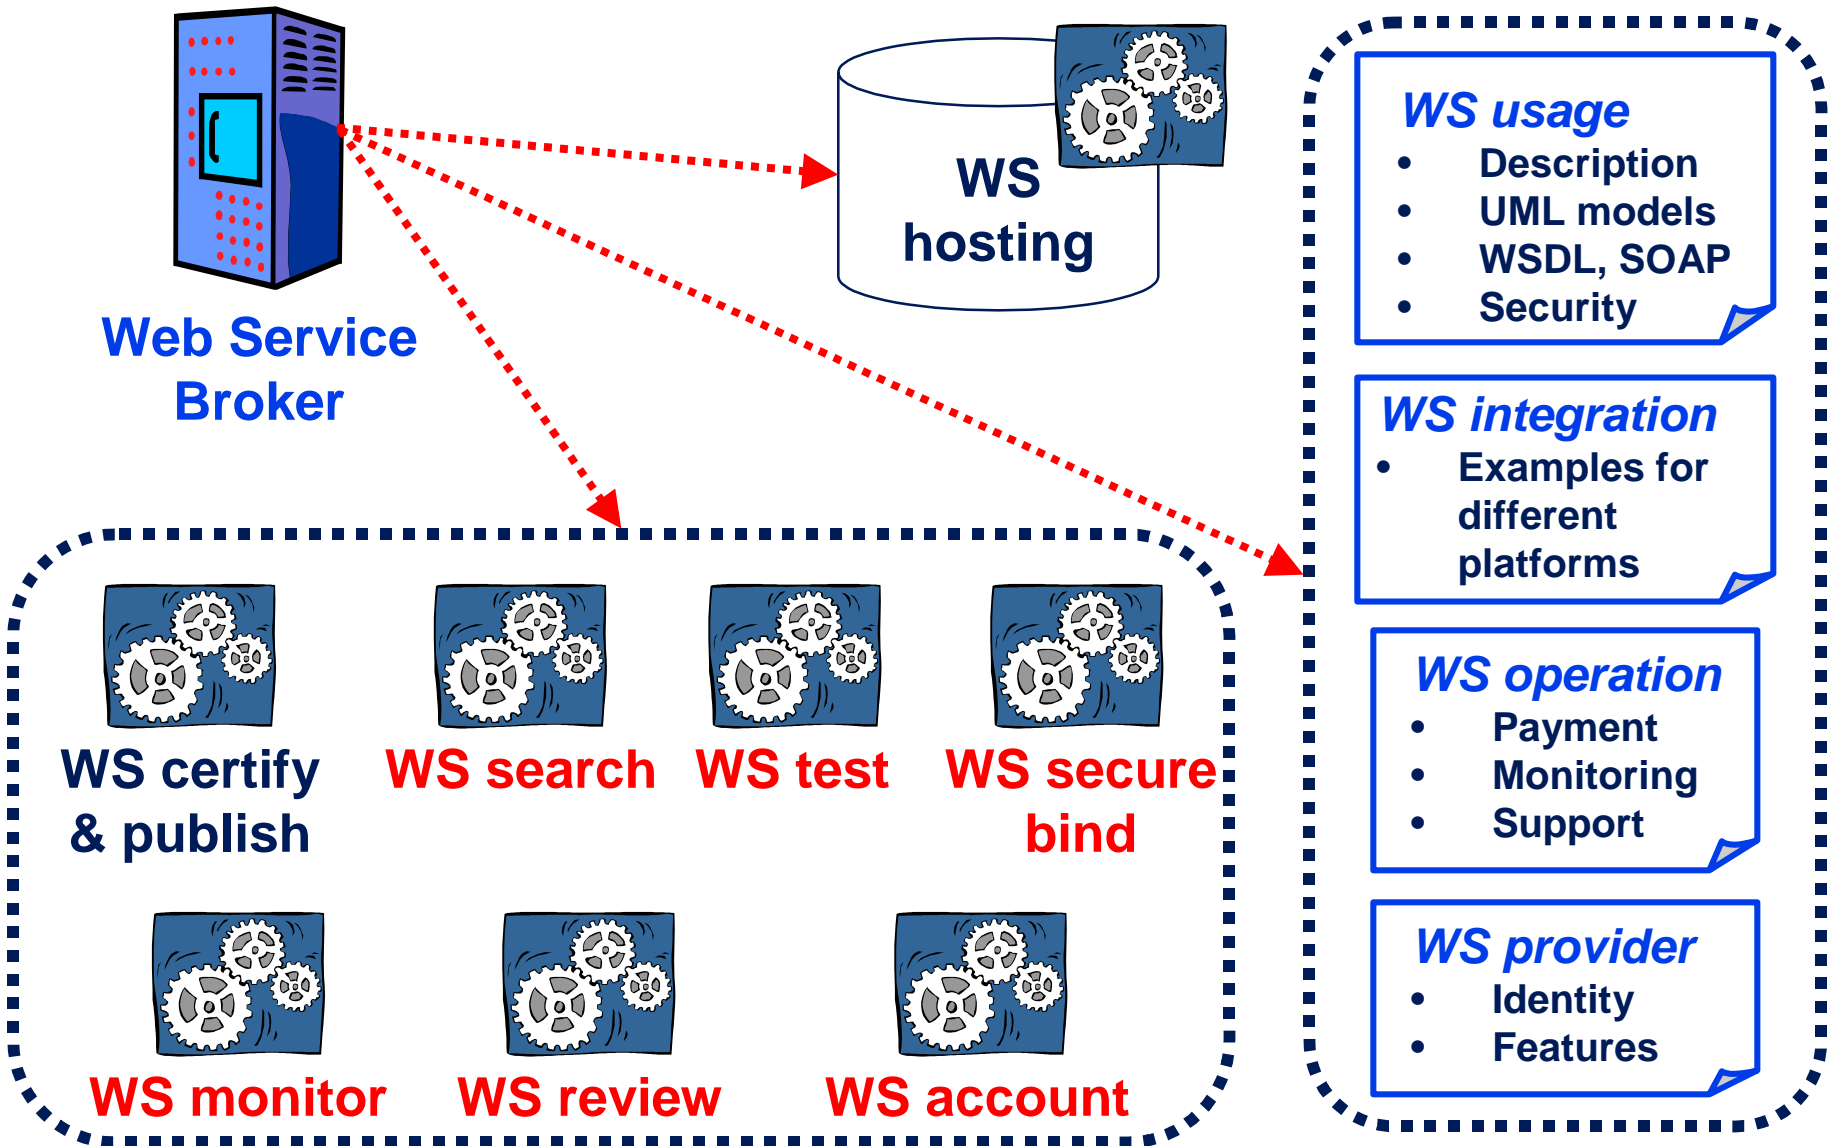 Web Service
Broker
WS
hosting
WS certify
& publish
WS search
WS test
WS secure
bind
WS monitor
WS review
WS account
WS usage
• Description
• UML models
• WSDL, SOAP
• Security
WS integration
• Examples for
different
platforms
WS operation
• Payment
• Monitoring
• Support
WS provider
• Identity
• Features